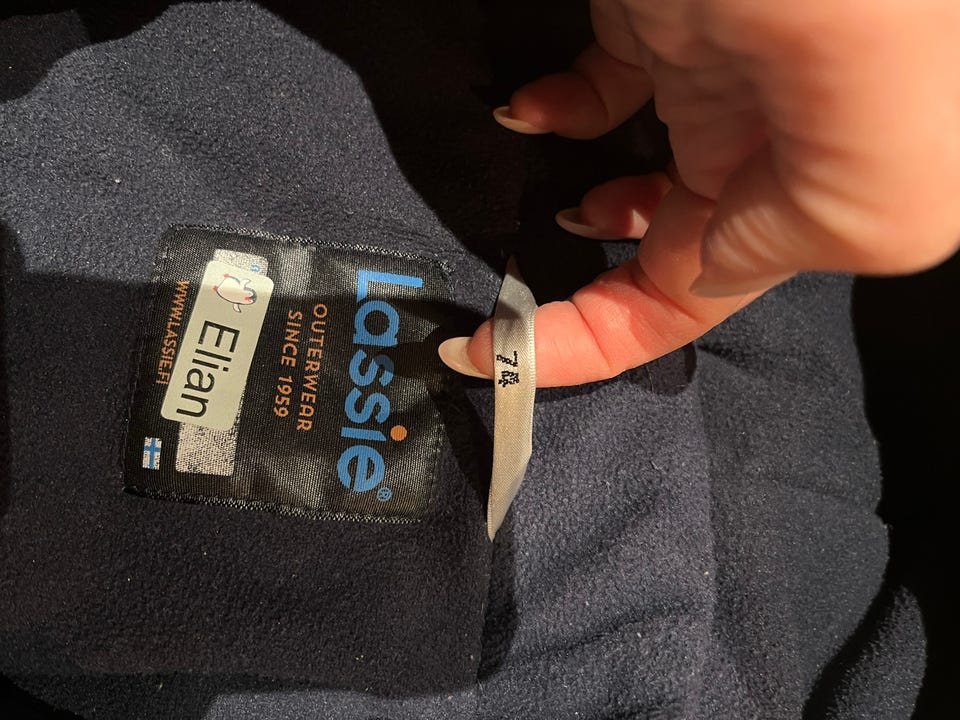 Lassie®
OUTERWEAR
SINCE 1959
Elian
WWW.LASSIE.FI